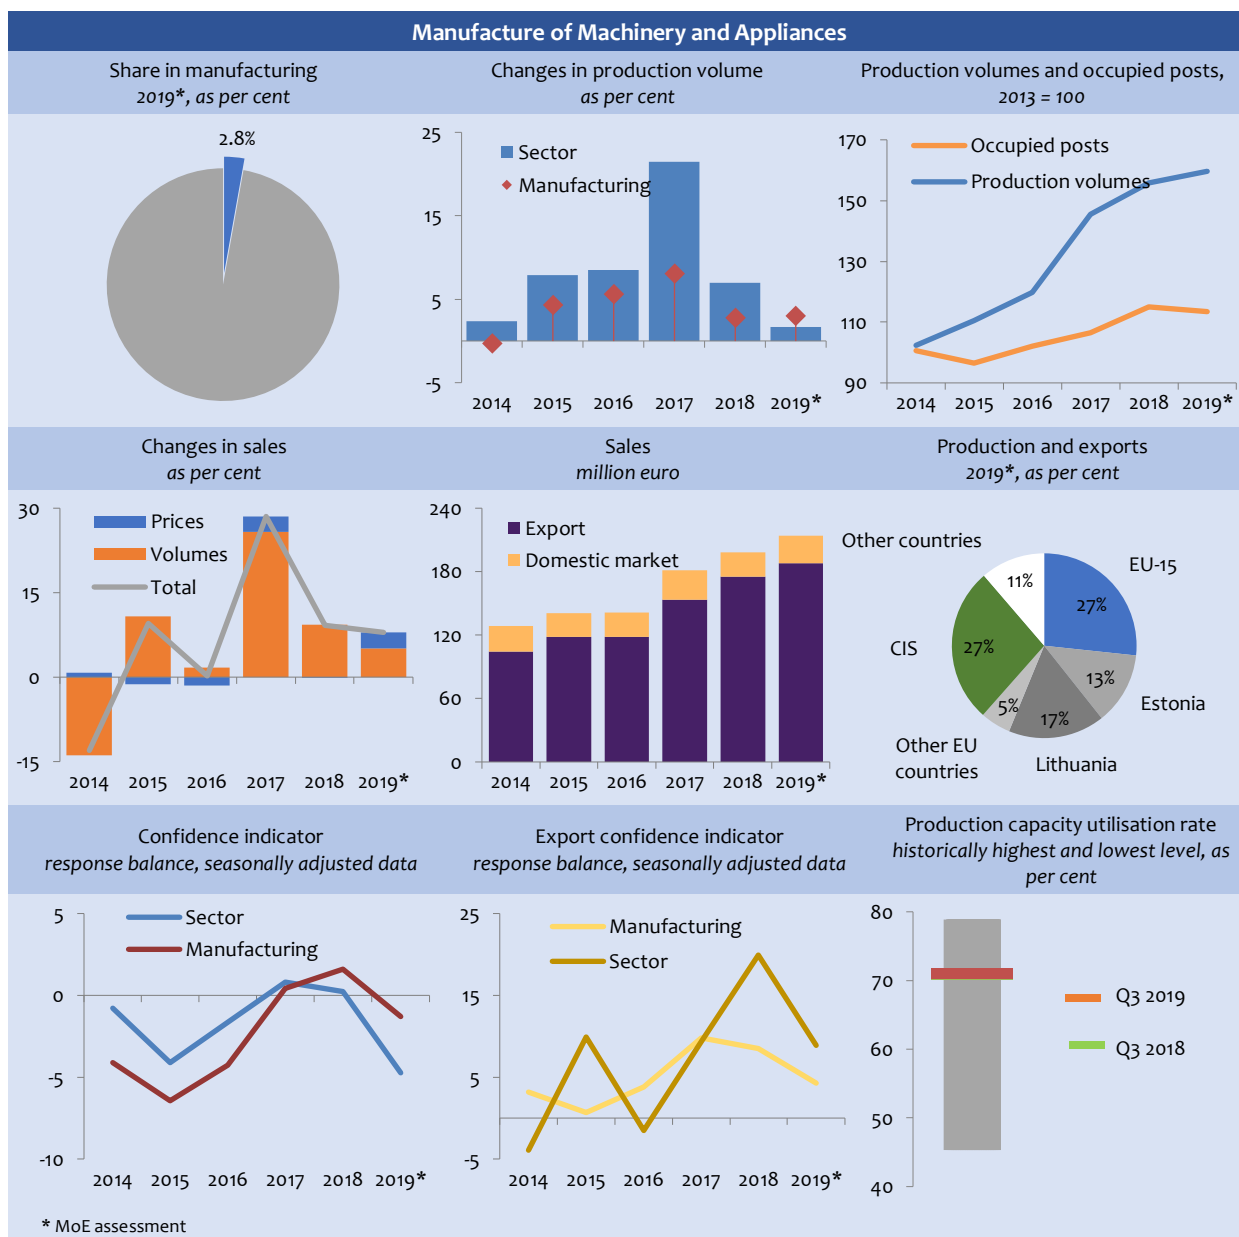 Manufacture of Machinery and Appliances
Share in manufacturing
2019*, as per cent
2.8%
Changes in production volume
as per cent
25
15
5
-5
Sector
Manufacturing
2014 2015 2016 2017 2018 2019*
Production volumes and occupied posts,
2013 = 100
170
150
130
110
90
Occupied posts
Production volumes
2014 2015 2016 2017 2018 2019*
Changes in sales
as per cent
30
15
0
-15
Prices
Volumes
Total
2014 2015 2016 2017 2018 2019*
Sales
million euro
240
180
120
60
0
Export
Domestic market
2014 2015 2016 2017 2018 2019*
Production and exports
2019*, as per cent
Other countries
11%
EU-15
27%
CIS
27%
13%
Estonia
5%
17%
Other EU
countries
Lithuania
Confidence indicator
response balance, seasonally adjusted data
5
0
-5
-10
Sector
Manufacturing
2014 2015 2016 2017 2018 2019*
Export confidence indicator
response balance, seasonally adjusted data
25
15
5
-5
Manufacturing
Sector
2014 2015 2016 2017 2018 2019*
Production capacity utilisation rate
historically highest and lowest level, as
per cent
80
70
60
50
40
Q3 2019
Q3 2018
* MoE assessment